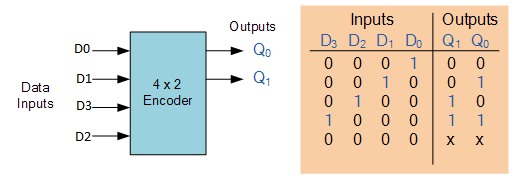 Outputs
D0
Q0
D1
Q1
Data
Inputs
4 x 2
Encoder
D3
D2
Inputs Outputs
D3 D2 D1 D0 Q1 Q0
0 0 0 1 0 0
0 0 1 0 0 1
0 1 0 0 1 0
1 0 0 0 1 1
0 0 0 0 x x